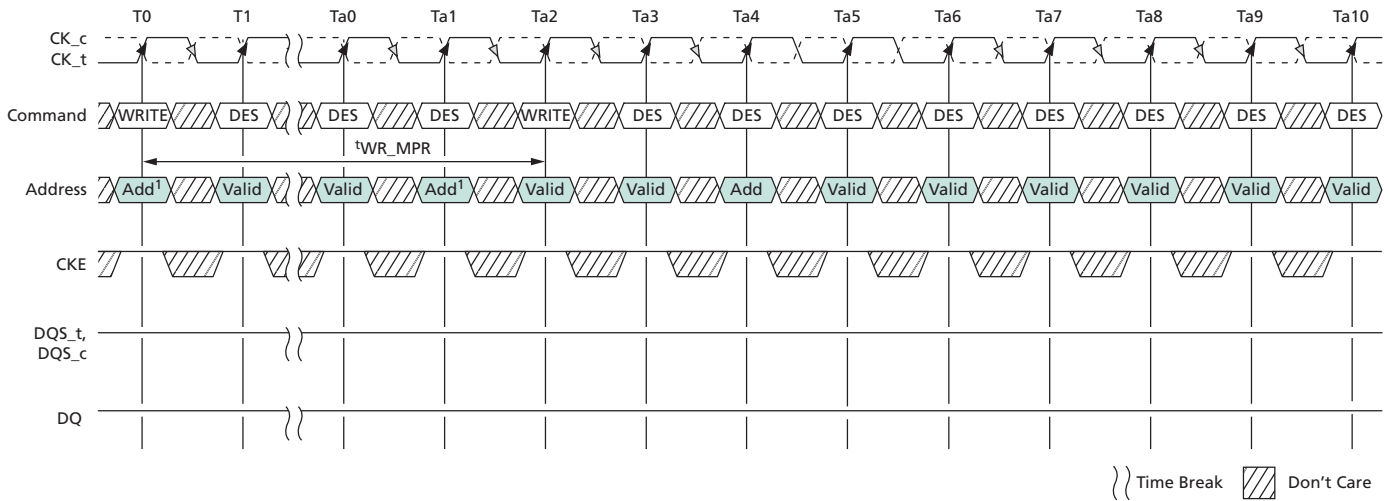 T0 T1 Ta0 Ta1 Ta2 Ta3 Ta4 Ta5 Ta6 Ta7 Ta8 Ta9 Ta10
CK_c
CK_t
Command WRITE DES DES DES WRITE DES DES DES DES DES DES DES DES
tWR_MPR
Address Add1 Valid Valid Add1 Valid Valid Add Valid Valid Valid Valid Valid Valid
CKE
DQS_t,
DQS_c
DQ
Time Break Don't Care